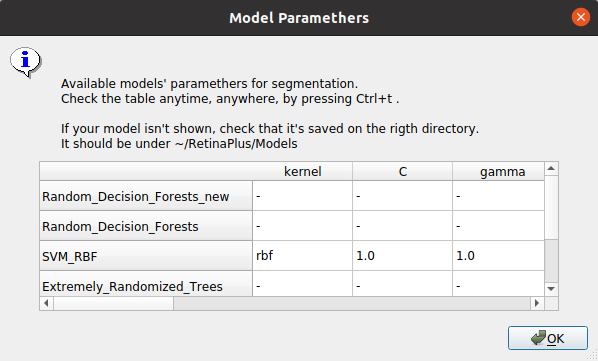 Model Paramethers
Available models' paramethers for segmentation.
Check the table anytime, anywhere, by pressing Ctrl+t .
If your model isn't shown, check that it's saved on the rigth directory.
It should be under ~/RetinaPlus/Models
kernel C gamma
Random_Decision_Forests_new - - -
Random_Decision_Forests - - -
SVM_RBF rbf 1.0 1.0
Extremely_Randomized_Trees - - -
OK